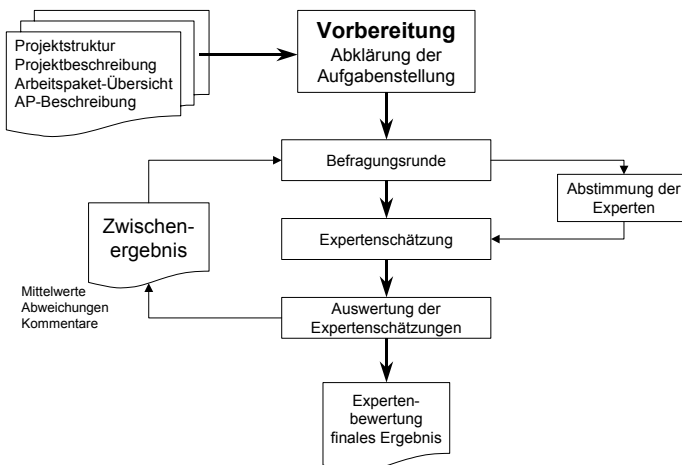 Projektstruktur
Projektbeschreibung
Arbeitspaket-Übersicht
AP-Beschreibung
Vorbereitung
Abklärung der
Aufgabenstellung
Befragungsrunde
Abstimmung der
Experten
Zwischen-
ergebnis
Expertenschätzung
Mittelwerte
Abweichungen
Kommentare
Auswertung der
Expertenschätzungen
Experten-
bewertung
finales Ergebnis